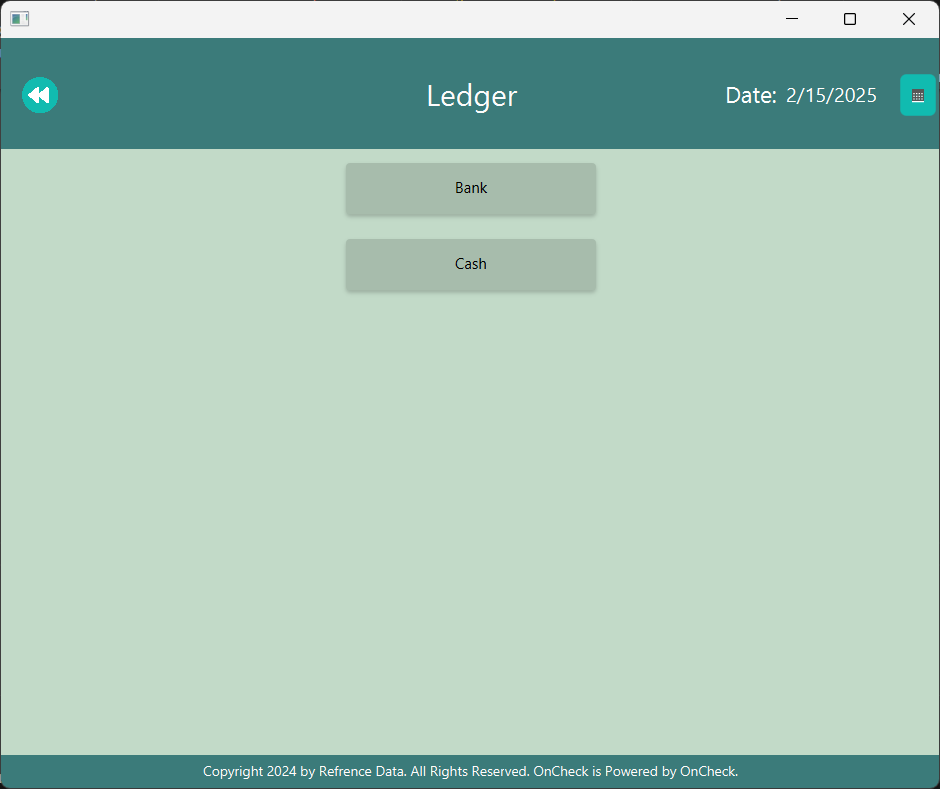 Ledger
Date: 2/15/2025
Bank
Cash
Copyright 2024 by Refrence Data. All Rights Reserved. OnCheck is Powered by OnCheck.